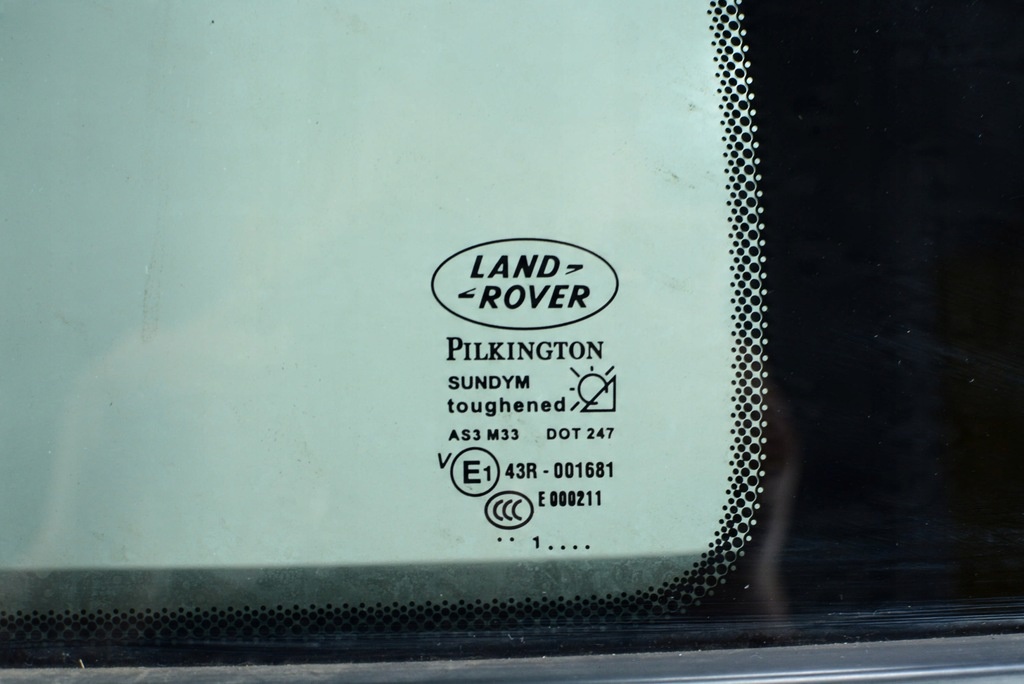 LAND
ROVER
PILKINGTON
SUNDYM
toughened
AS3 M33 DOT 247
V E1 43R - 001681
CCC E 000211
.. 1 ....